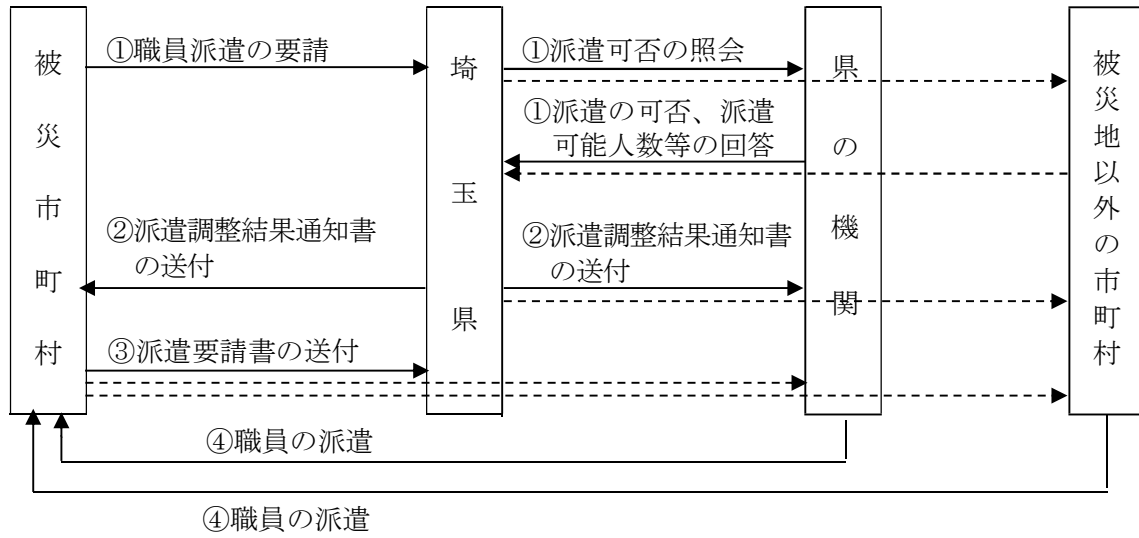 被災市町村
①職員派遣の要請
埼玉県
①派遣可否の照会
県の機関
被災地以外の市町村
①派遣の可否、派遣
可能人数等の回答
②派遣調整結果通知書
の送付
②派遣調整結果通知書
の送付
③派遣要請書の送付
④職員の派遣
④職員の派遣